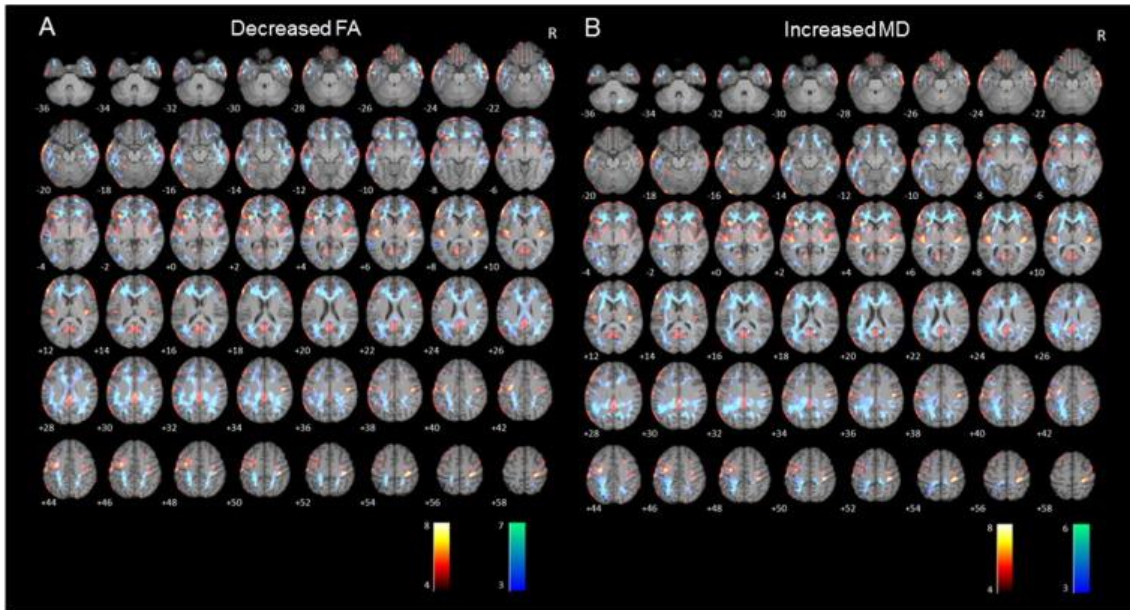 A
Decreased FA
R
-36 -34 -32 -30 -28 -26 -24 -22
-20 -18 -16 -14 -12 -10 -8 -6
-4 -2 +0 +2 +4 +6 +8 +10
+12 +14 +16 +18 +20 +22 +24 +26
+28 +30 +32 +34 +36 +38 +40 +42
+44 +46 +48 +50 +52 +54 +56 +58
8 7
4 3
B
Increased MD
R
-36 -34 -32 -30 -28 -26 -24 -22
-20 -18 -16 -14 -12 -10 -8 -6
-4 -2 +0 +2 +4 +6 +8 +10
+12 +14 +16 +18 +20 +22 +24 +26
+28 +30 +32 +34 +36 +38 +40 +42
+44 +46 +48 +50 +52 +54 +56 +58
8 6
4 3